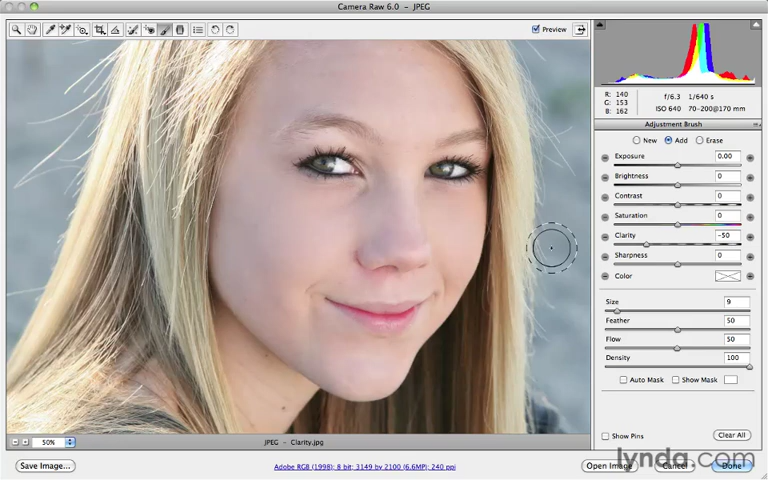 Camera Raw 6.0 - JPEG
Preview
R: 140
G: 153
B: 162
f/6.3 1/640 s
ISO 640 70-200@170 mm
Adjustment Brush
New Add Erase
Exposure 0.00
Brightness 0
Contrast 0
Saturation 0
Clarity -50
Sharpness 0
Color
Size 9
Feather 50
Flow 50
Density 100
Auto Mask Show Mask
Show Pins Clear All
50% JPEG - Clarity.jpg
Save Image... Adobe RGB (1998); 8 bit; 3149 by 2100 (6.6MP); 240 ppi Open Image Cancel Done
lynda.com